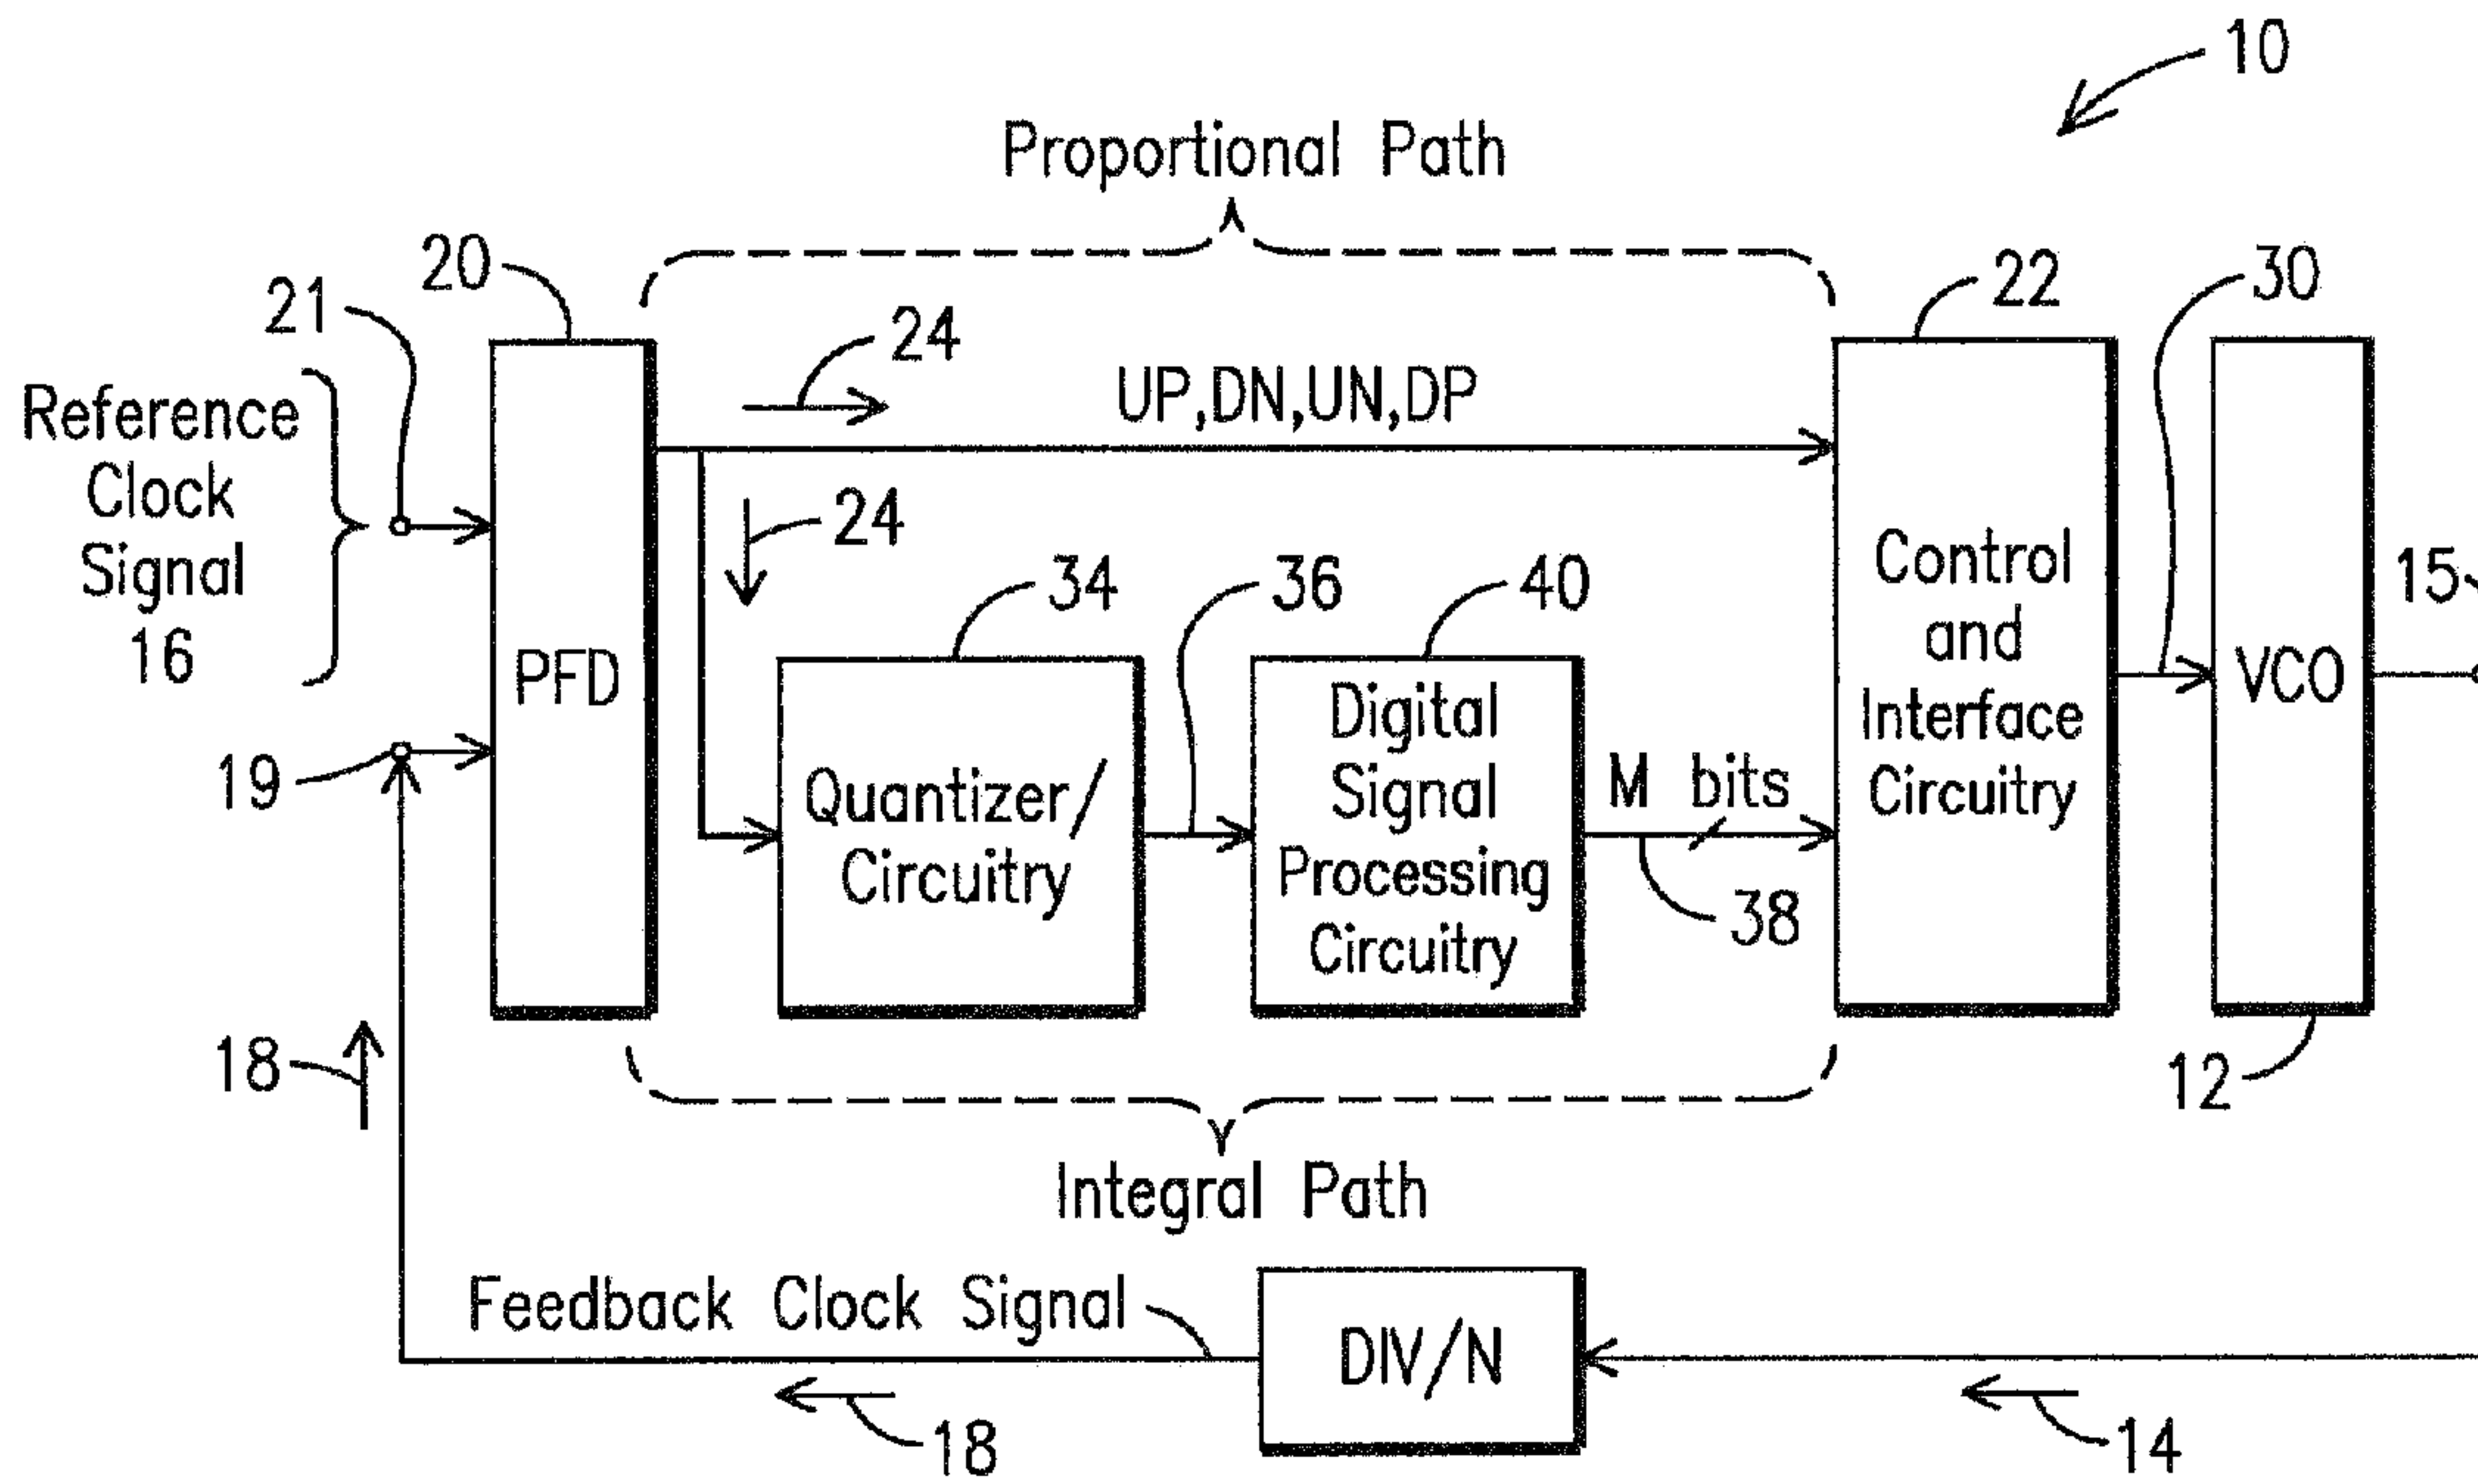 10
Proportional Path
20
21
24
22
30
Reference
Clock
Signal
16
UP,DN,UN,DP
24
34
36
40
15
PFD
Control
and
Interface
Circuitry
VCO
19
Quantizer/
Circuitry
Digital
Signal
Processing
Circuitry
M bits
38
18
12
Integral Path
Feedback Clock Signal
DIV/N
18
14